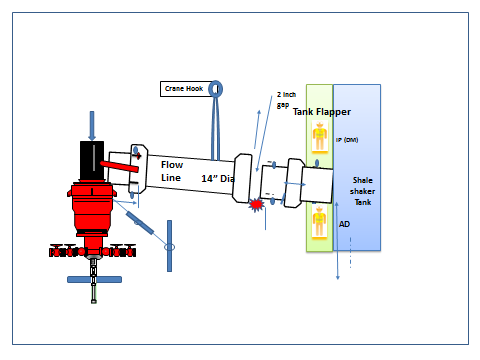 Crane Hook
2 inch
gap
Tank Flapper
IP (DM)
Flow
Line
14” Dia
Shale
shaker
Tank
AD